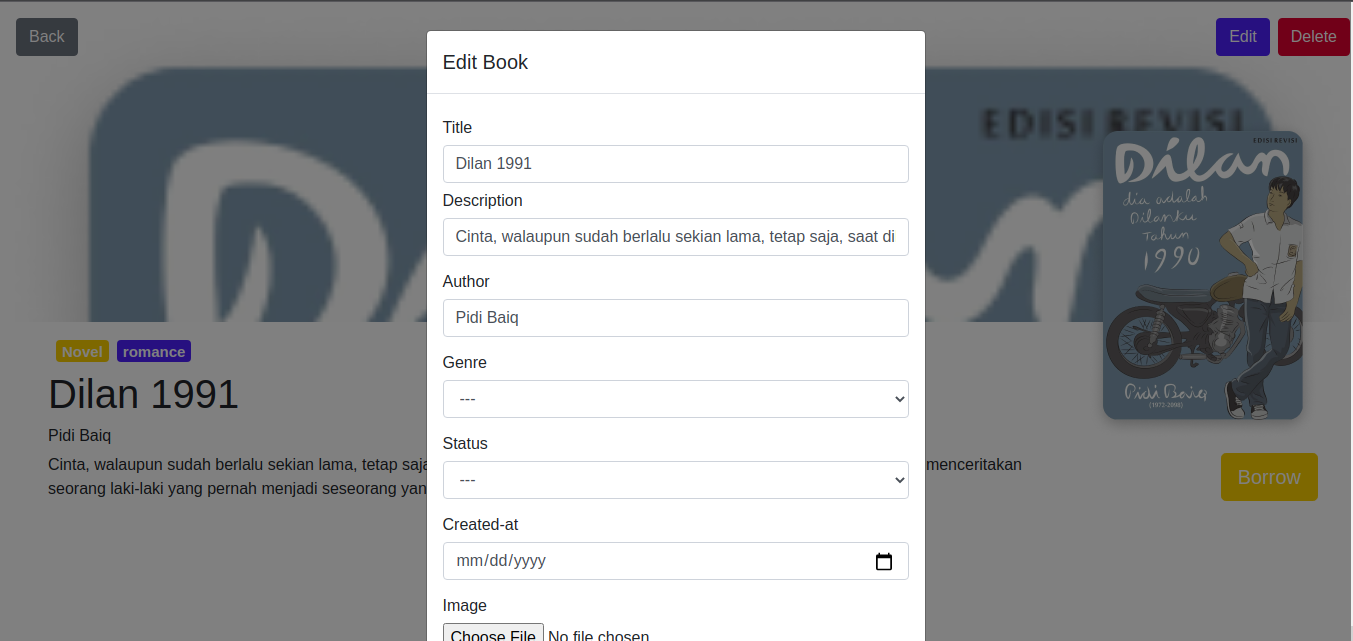 Back
Edit
Delete
Edit Book
Title
Dilan 1991
Description
Cinta, walaupun sudah berlalu sekian lama, tetap saja, saat di
Author
Pidi Baiq
Genre
---
Status
---
Created-at
mm/dd/yyyy
Image
Choose File No file chosen
EDISI REVISI
EDISI REVISI
Dilan
dia adalah
Dilanku
Tahun
1990
Pidi Baiq
(1972-2098)
Novel romance
Dilan 1991
Pidi Baiq
Cinta, walaupun sudah berlalu sekian lama, tetap saja
menceritakan
seorang laki-laki yang pernah menjadi seseorang yan
Borrow